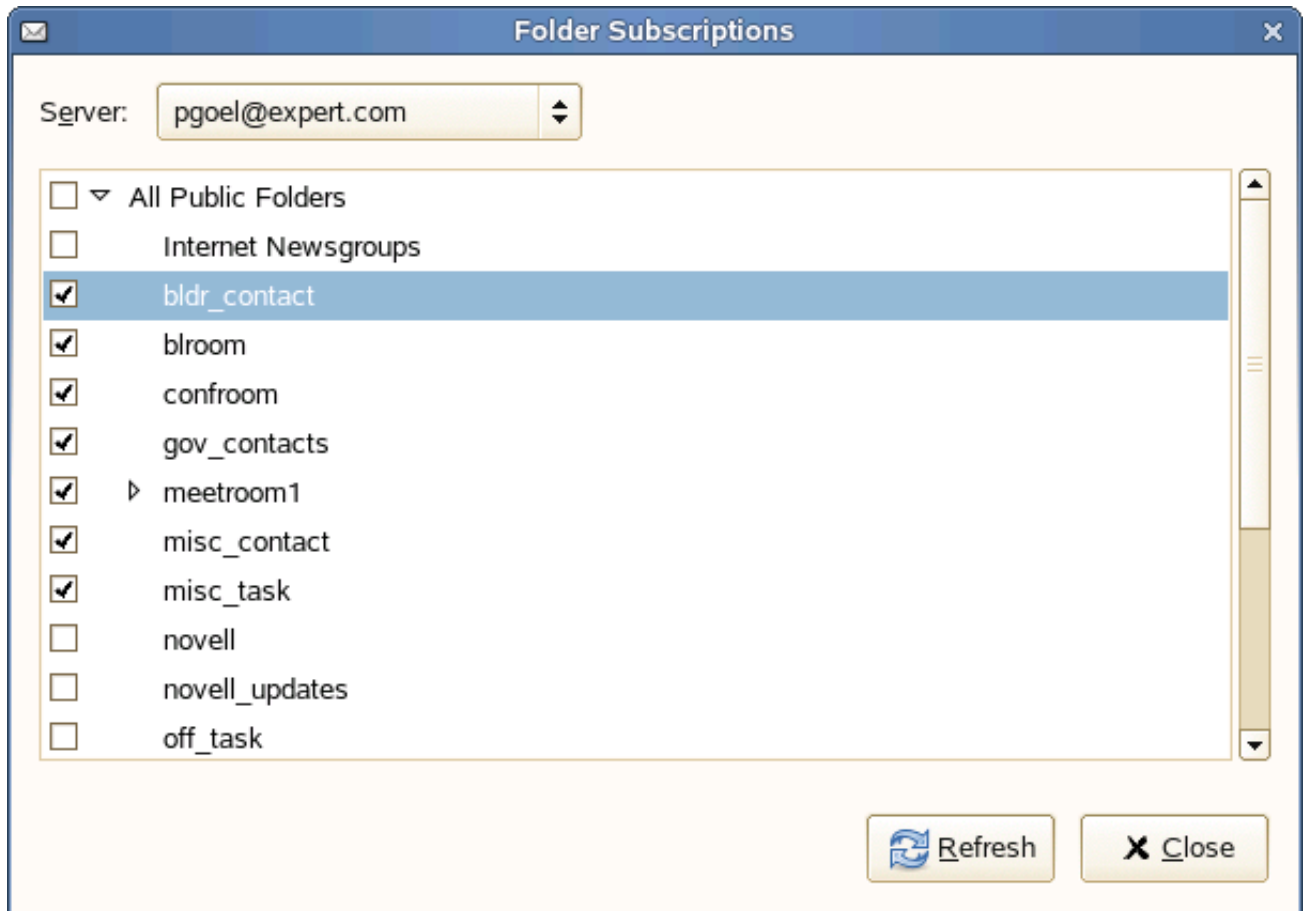 Folder Subscriptions
Server: pgoel@expert.com
All Public Folders
Internet Newsgroups
bldr_contact
blroom
confroom
gov_contacts
meetroom1
misc_contact
misc_task
novell
novell_updates
off_task
Refresh Close